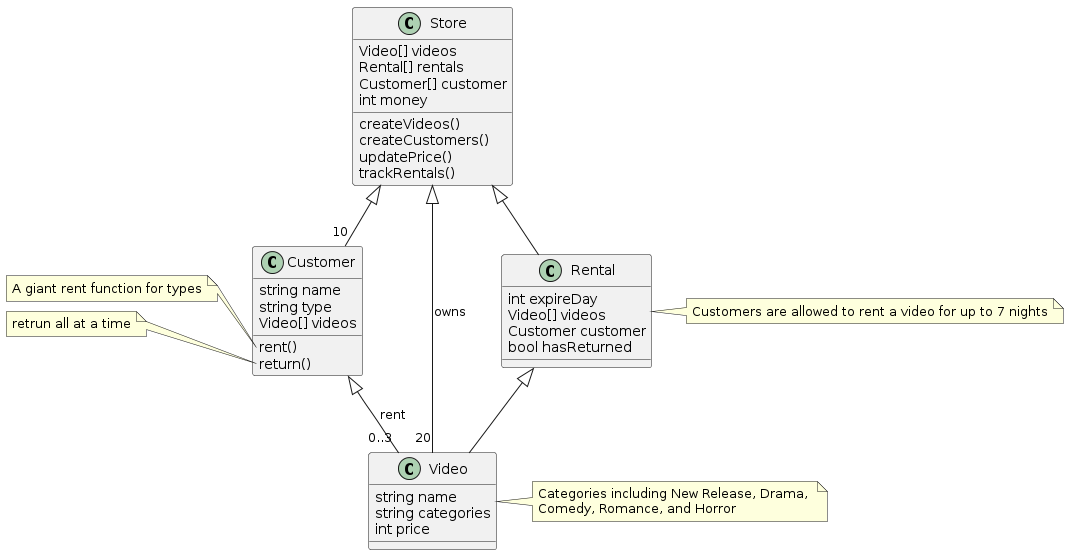 C Store
Video[] videos
Rental[] rentals
Customer[] customer
int money
createVideos()
createCustomers()
updatePrice()
trackRentals()
10
C Customer
string name
string type
Video[] videos
rent()
return()
A giant rent function for types
retrun all at a time
owns
C Rental
int expireDay
Video[] videos
Customer customer
bool hasReturned
Customers are allowed to rent a video for up to 7 nights
rent
0..3
20
C Video
string name
string categories
int price
Categories including New Release, Drama,
Comedy, Romance, and Horror